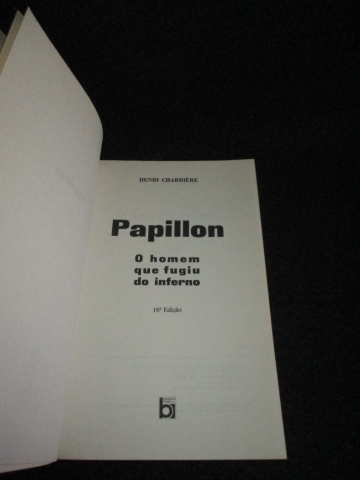 HENRI CHARRIÈRE
Papillon
O homem
que fugiu
do inferno
19ª Edição